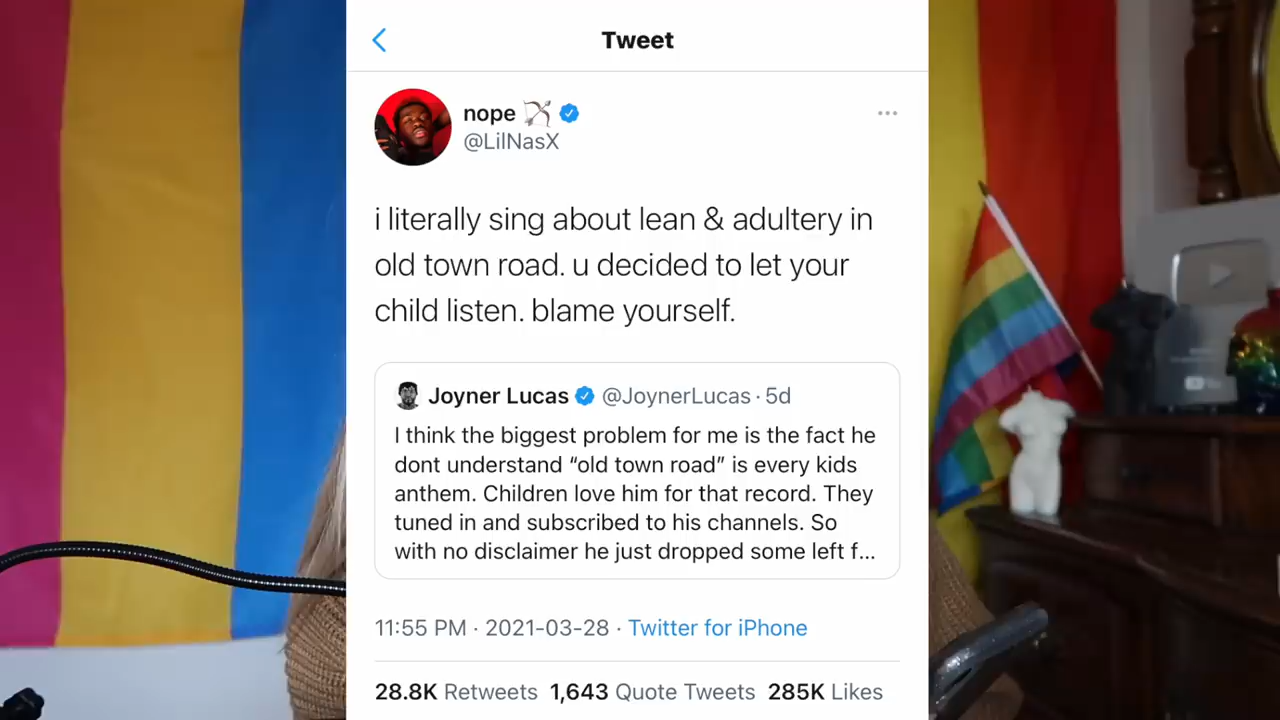 Tweet
nope
@LilNasX
i literally sing about lean & adultery in
old town road. u decided to let your
child listen. blame yourself.
Joyner Lucas @JoynerLucas · 5d
I think the biggest problem for me is the fact he
dont understand “old town road” is every kids
anthem. Children love him for that record. They
tuned in and subscribed to his channels. So
with no disclaimer he just dropped some left f...
11:55 PM · 2021-03-28 · Twitter for iPhone
28.8K Retweets 1,643 Quote Tweets 285K Likes